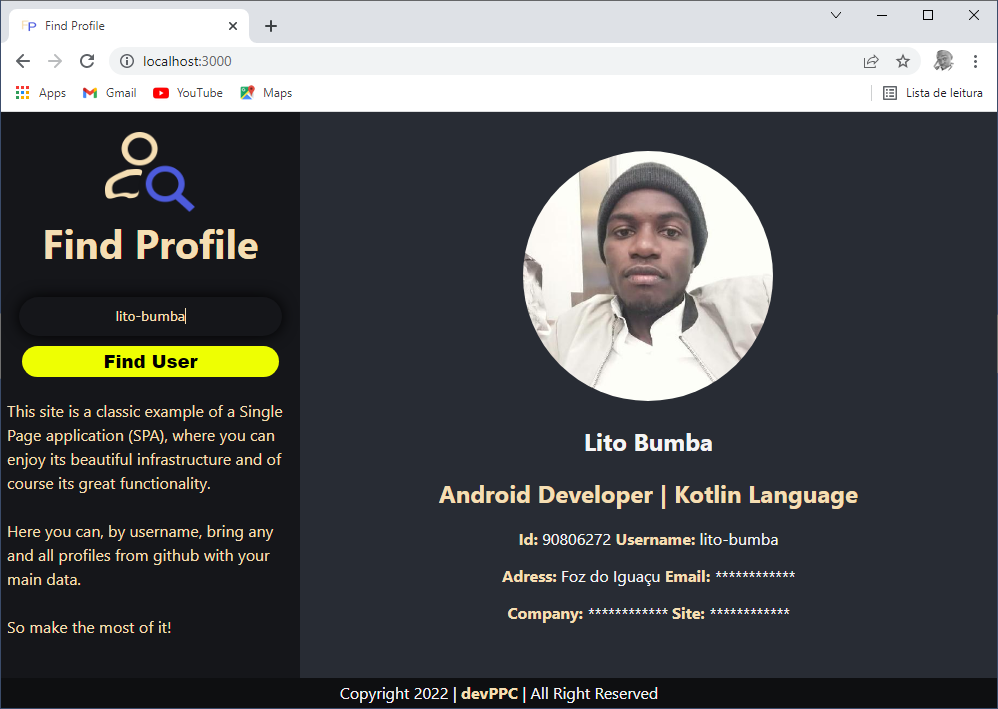 FP Find Profile
localhost:3000
Apps Gmail YouTube Maps Lista de leitura
Find Profile
lito-bumba
Find User
This site is a classic example of a Single
Page application (SPA), where you can
enjoy its beautiful infrastructure and of
course its great functionality.
Here you can, by username, bring any
and all profiles from github with your
main data.
So make the most of it!
Lito Bumba
Android Developer | Kotlin Language
Id: 90806272 Username: lito-bumba
Adress: Foz do Iguaçu Email: ************
Company: ************ Site: ************
Copyright 2022 | devPPC | All Right Reserved